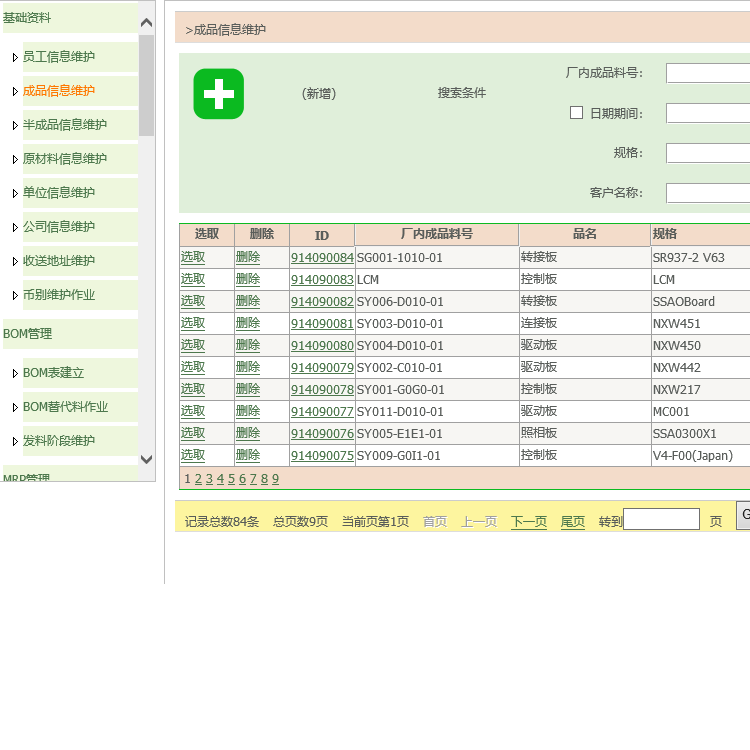 基础资料
员工信息维护
成品信息维护
半成品信息维护
原材料信息维护
单位信息维护
公司信息维护
收送地址维护
币别维护作业
BOM管理
BOM表建立
BOM替代料作业
发料阶段维护
MRP管理
>成品信息维护
(新增)
搜索条件
厂内成品料号:
日期期间:
规格:
客户名称:
选取 删除 ID 厂内成品料号 品名 规格
选取 删除 914090084 SG001-1010-01 转接板 SR937-2 V63
选取 删除 914090083 LCM 控制板 LCM
选取 删除 914090082 SY006-D010-01 转接板 SSAOBoard
选取 删除 914090081 SY003-D010-01 连接板 NXW451
选取 删除 914090080 SY004-D010-01 驱动板 NXW450
选取 删除 914090079 SY002-C010-01 驱动板 NXW442
选取 删除 914090078 SY001-G0G0-01 控制板 NXW217
选取 删除 914090077 SY011-D010-01 驱动板 MC001
选取 删除 914090076 SY005-E1E1-01 照相板 SSA0300X1
选取 删除 914090075 SY009-G0I1-01 控制板 V4-F00(Japan)
1 2 3 4 5 6 7 8 9
记录总数84条 总页数9页 当前页第1页 首页 上一页 下一页 尾页 转到 页 G